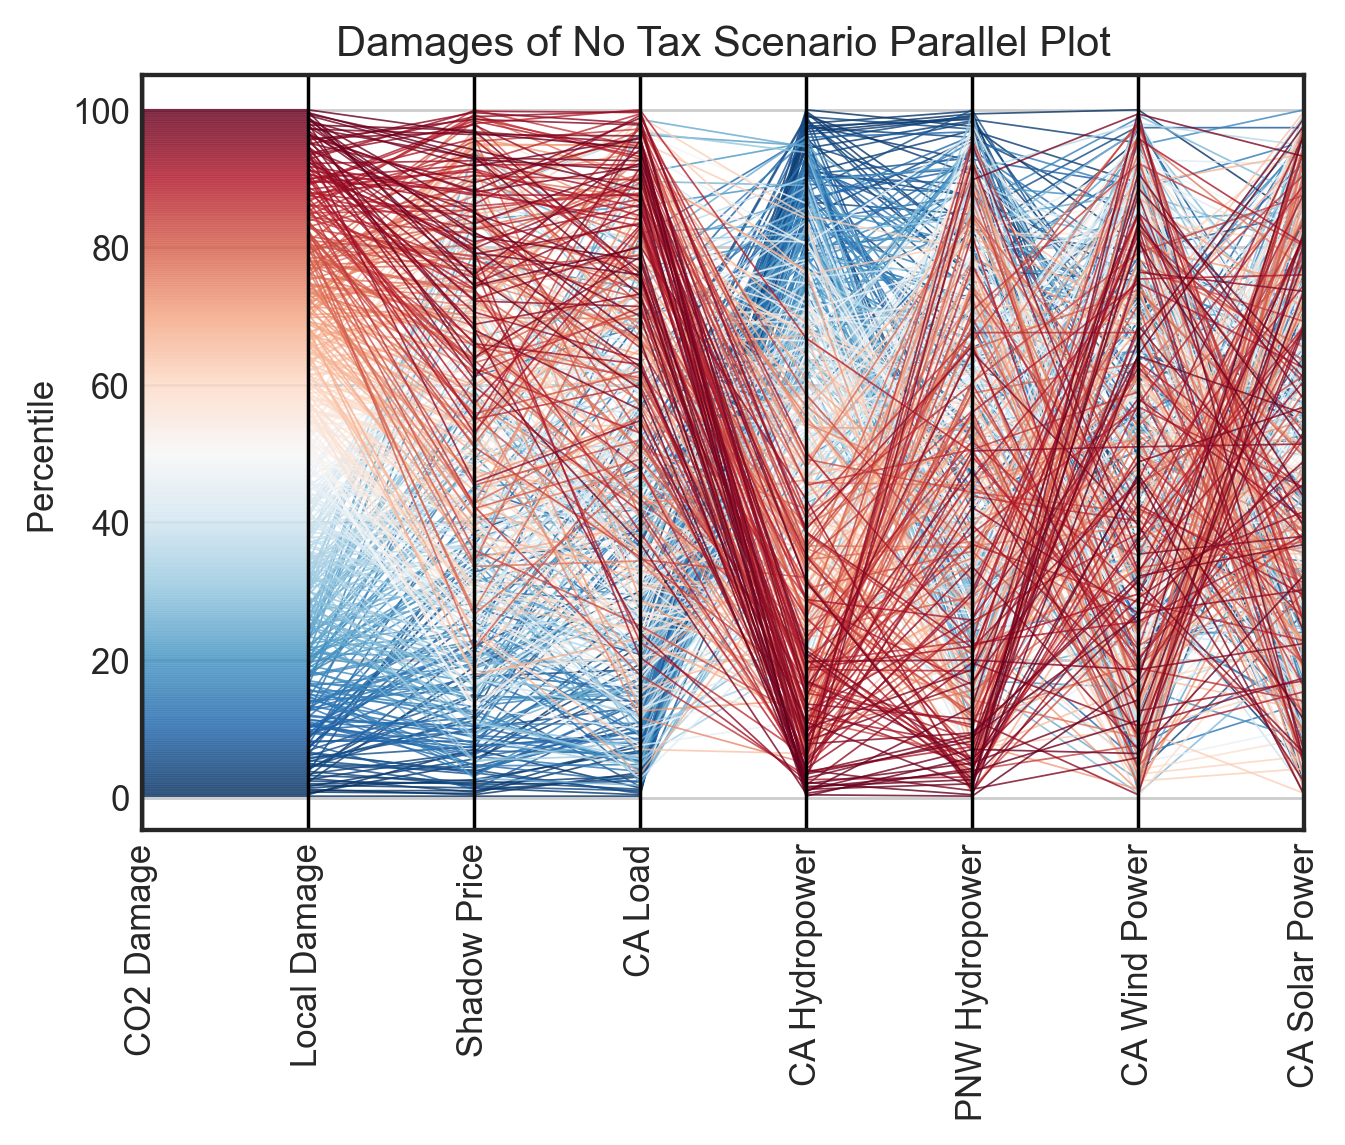 Damages of No Tax Scenario Parallel Plot
Percentile
100
80
60
40
20
0
CO2 Damage
Local Damage
Shadow Price
CA Load
CA Hydropower
PNW Hydropower
CA Wind Power
CA Solar Power